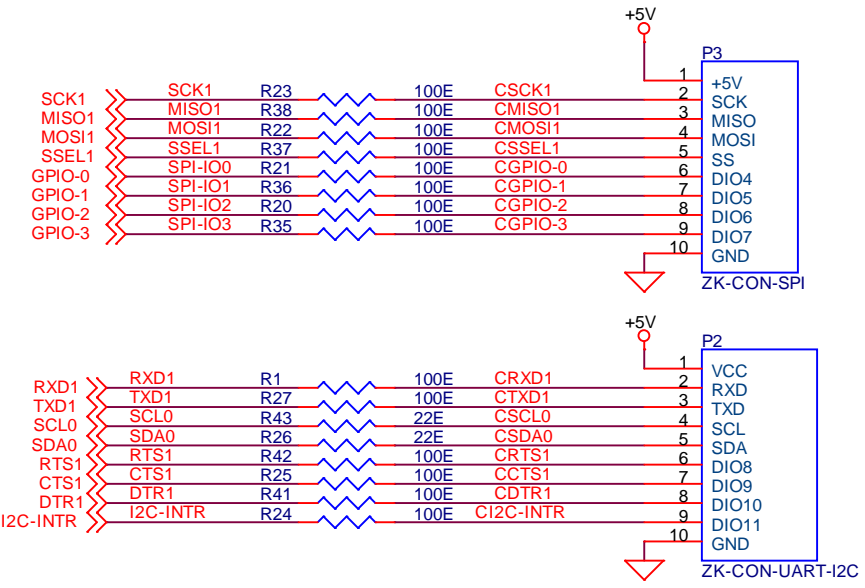 +5V
P3
1 +5V
SCK1 SCK1 R23 100E CSCK1 2 SCK
MISO1 MISO1 R38 100E CMISO1 3 MISO
MOSI1 MOSI1 R22 100E CMOSI1 4 MOSI
SSEL1 SSEL1 R37 100E CSSEL1 5 SS
GPIO-0 SPI-IO0 R21 100E CGPIO-0 6 DIO4
GPIO-1 SPI-IO1 R36 100E CGPIO-1 7 DIO5
GPIO-2 SPI-IO2 R20 100E CGPIO-2 8 DIO6
GPIO-3 SPI-IO3 R35 100E CGPIO-3 9 DIO7
10 GND
ZK-CON-SPI
+5V
P2
1 VCC
RXD1 RXD1 R1 100E CRXD1 2 RXD
TXD1 TXD1 R27 100E CTXD1 3 TXD
SCL0 SCL0 R43 22E CSCL0 4 SCL
SDA0 SDA0 R26 22E CSDA0 5 SDA
RTS1 RTS1 R42 100E CRTS1 6 DIO8
CTS1 CTS1 R25 100E CCTS1 7 DIO9
DTR1 DTR1 R41 100E CDTR1 8 DIO10
I2C-INTR I2C-INTR R24 100E CI2C-INTR 9 DIO11
10 GND
ZK-CON-UART-I2C